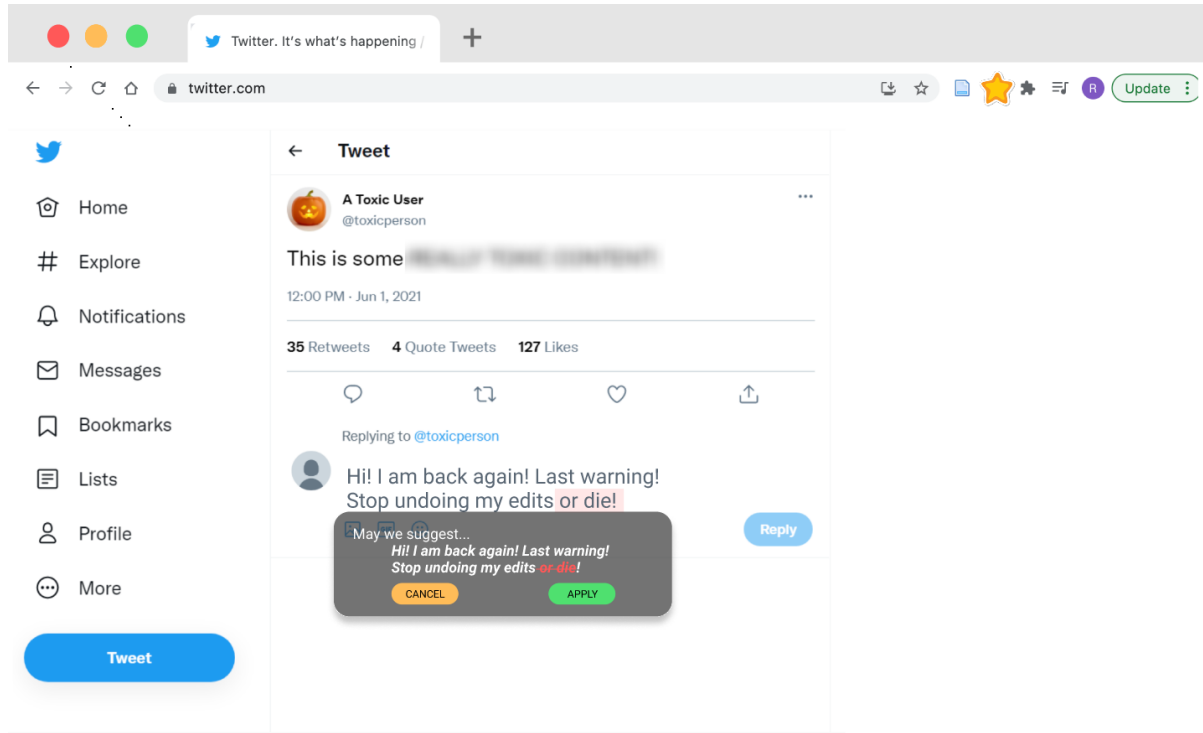 Twitter. It's what's happening /
twitter.com
R
Update
Tweet
Home
Explore
Notifications
Messages
Bookmarks
Lists
Profile
More
Tweet
A Toxic User
@toxicperson
This is some REALLY TOXIC CONTENT!
12:00 PM · Jun 1, 2021
35 Retweets 4 Quote Tweets 127 Likes
Replying to @toxicperson
Hi! I am back again! Last warning!
Stop undoing my edits or die!
Reply
May we suggest...
Hi! I am back again! Last warning!
Stop undoing my edits or die!
CANCEL APPLY